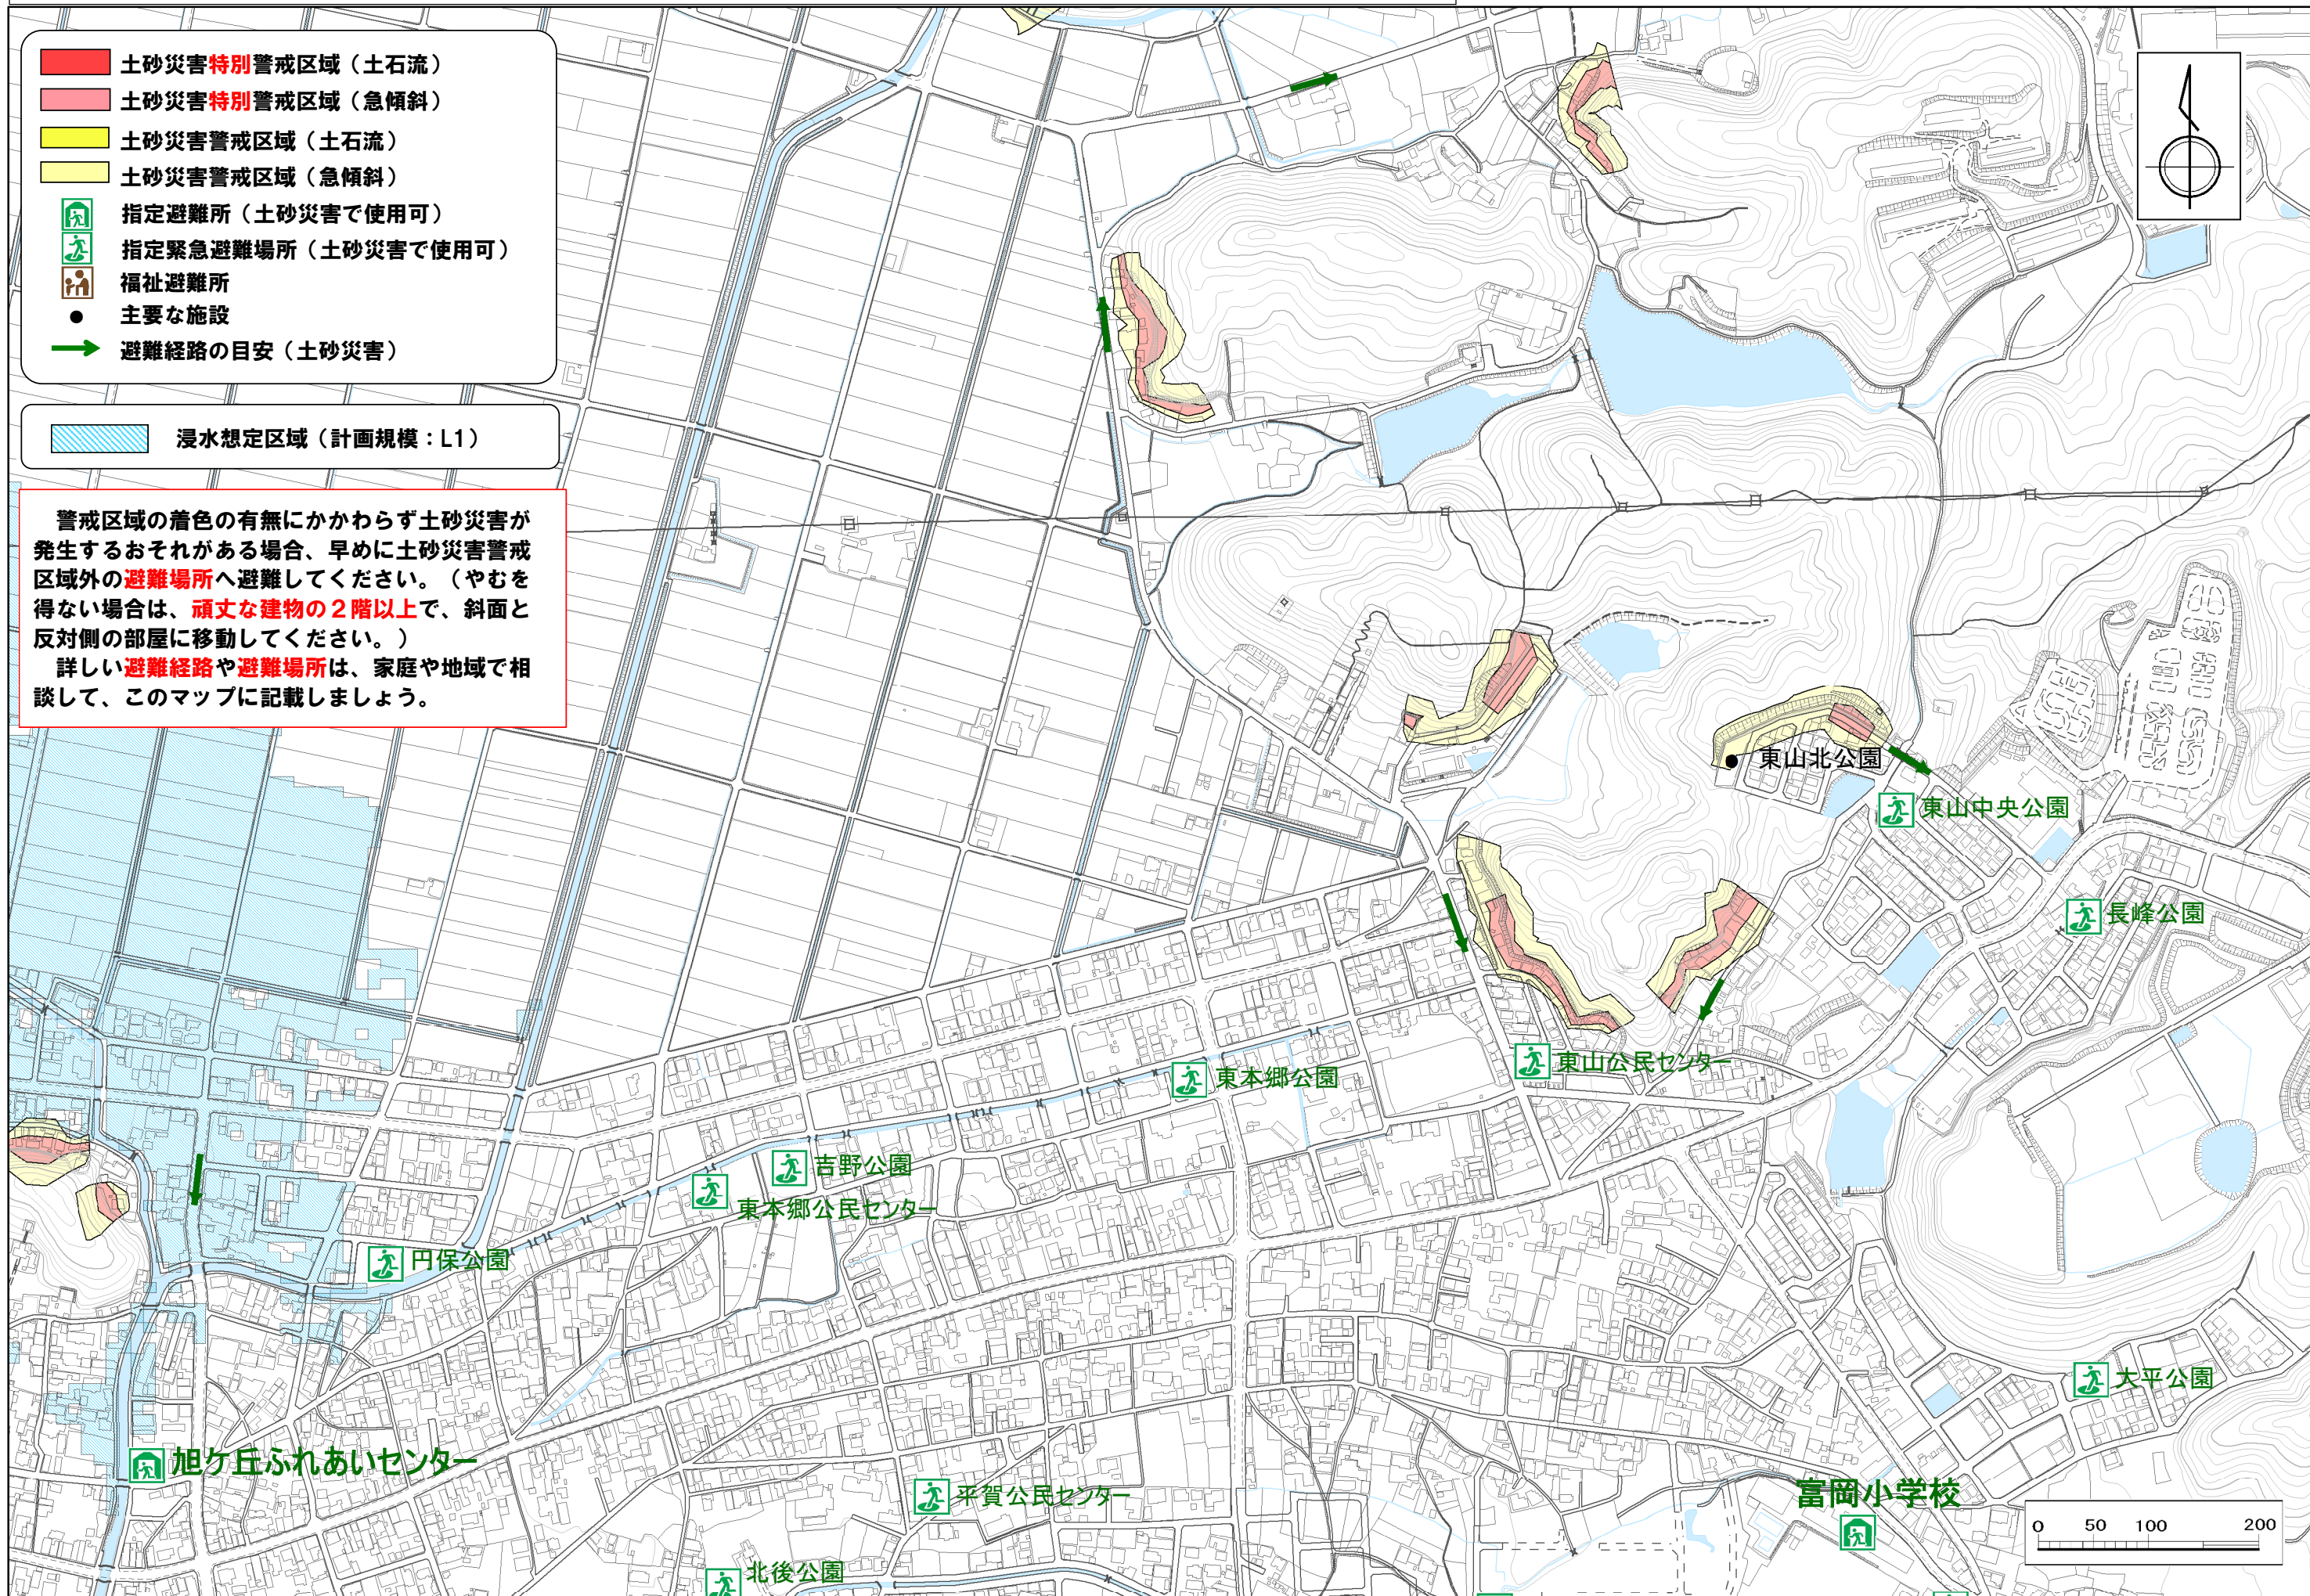 土砂災害特別警戒区域（土石流）
土砂災害特別警戒区域（急傾斜）
土砂災害警戒区域（土石流）
土砂災害警戒区域（急傾斜）
指定避難所（土砂災害で使用可）
指定緊急避難場所（土砂災害で使用可）
福祉避難所
主要な施設
避難経路の目安（土砂災害）
浸水想定区域（計画規模：L1）
警戒区域の着色の有無にかかわらず土砂災害が
発生するおそれがある場合、早めに土砂災害警戒
区域外の避難場所へ避難してください。（やむを
得ない場合は、頑丈な建物の２階以上で、斜面と
反対側の部屋に移動してください。）
詳しい避難経路や避難場所は、家庭や地域で相
談して、このマップに記載しましょう。
東山北公園
東山中央公園
長峰公園
東山公民センター
東本郷公園
吉野公園
東本郷公民センター
円保公園
大平公園
旭ケ丘ふれあいセンター
平賀公民センター
富岡小学校
北後公園
0 50 100 200